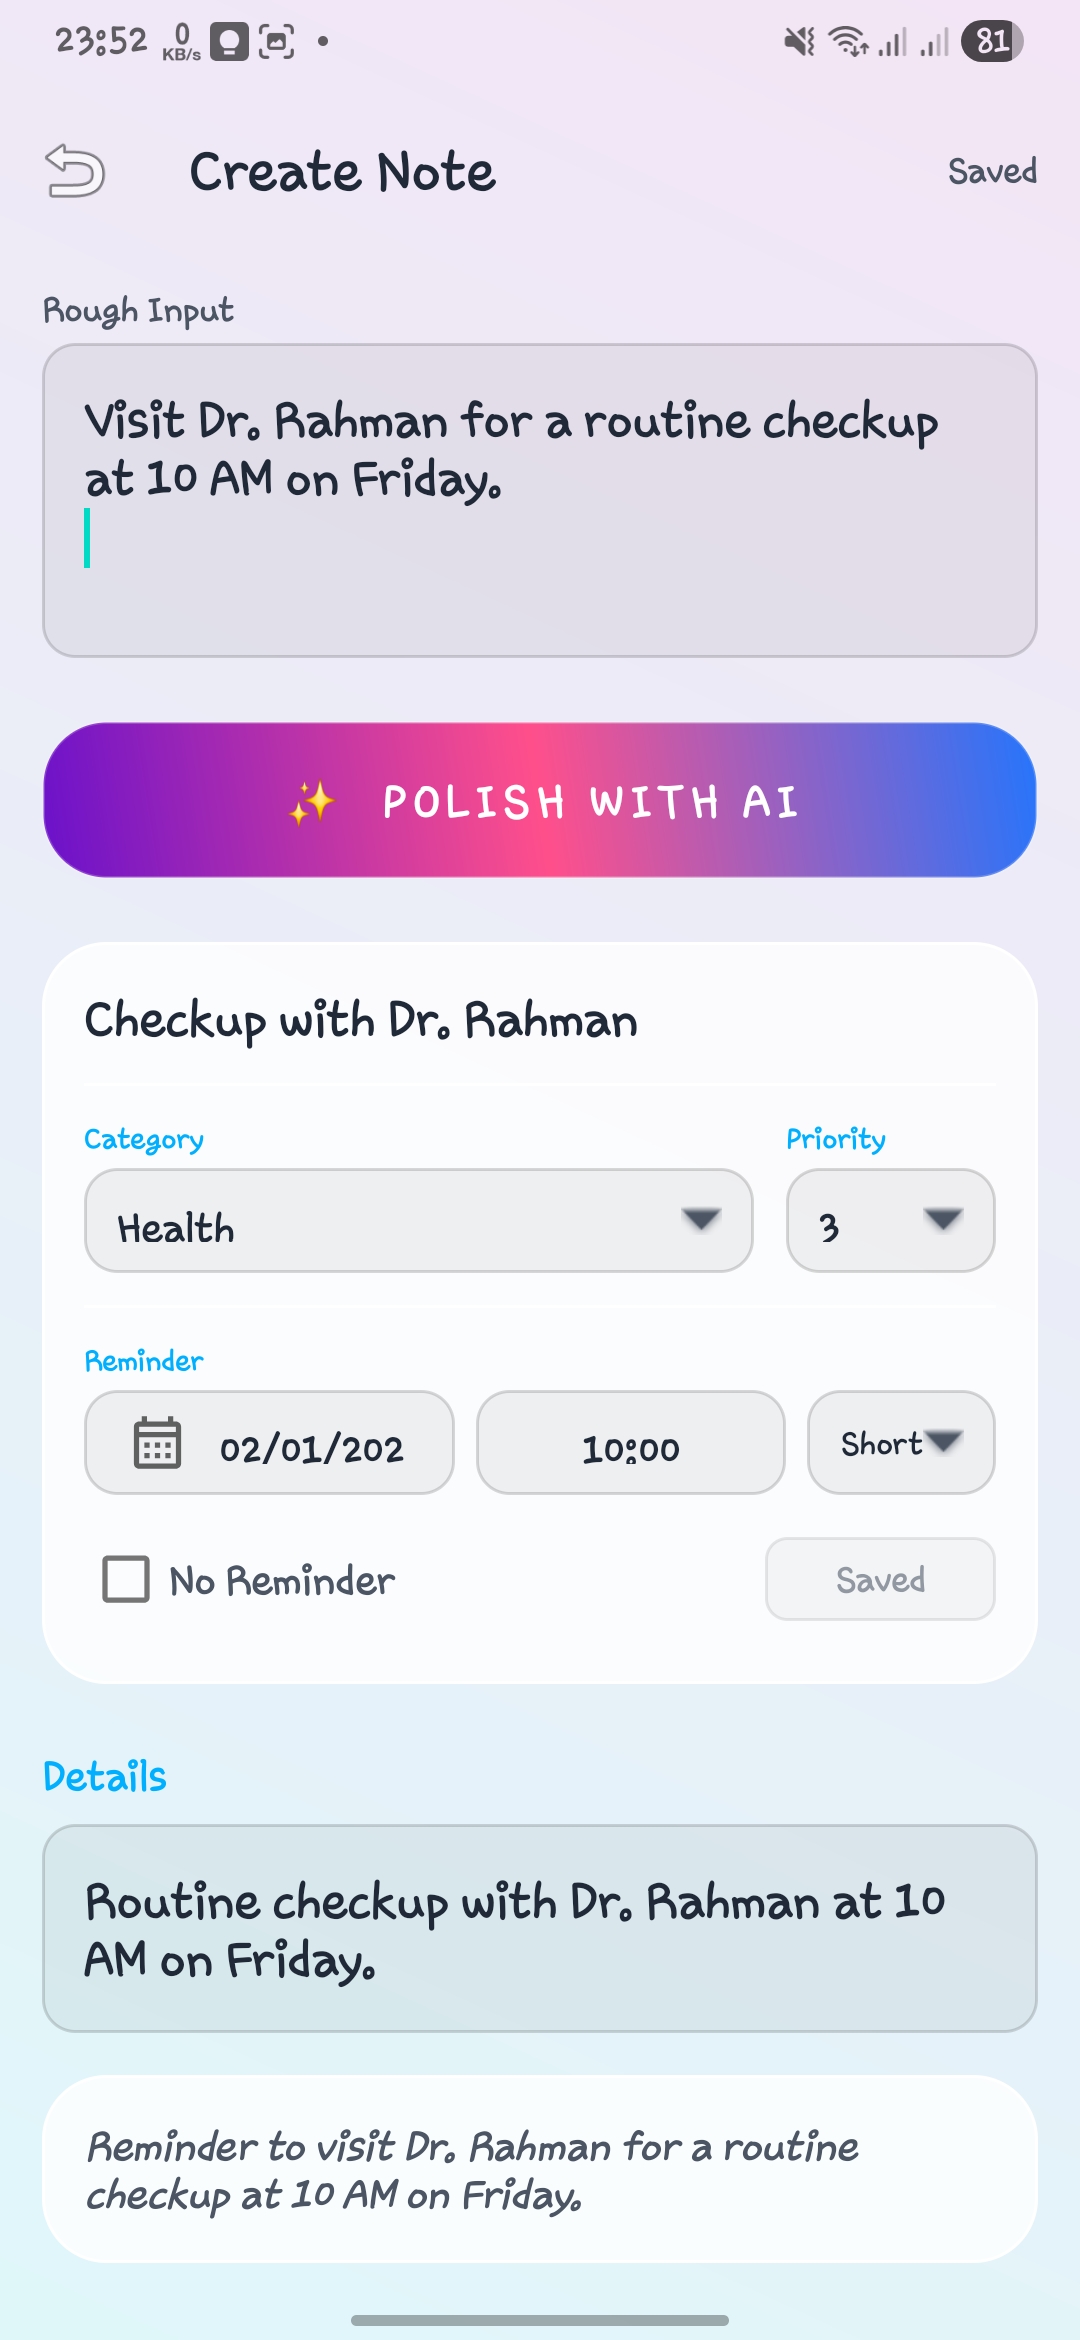 23:52 0 KB/s 81
Create Note Saved
Rough Input
Visit Dr. Rahman for a routine checkup
at 10 AM on Friday.
✨ POLISH WITH AI
Checkup with Dr. Rahman
Category Priority
Health 3
Reminder
02/01/202 10:00 Short
No Reminder Saved
Details
Routine checkup with Dr. Rahman at 10
AM on Friday.
Reminder to visit Dr. Rahman for a routine
checkup at 10 AM on Friday.